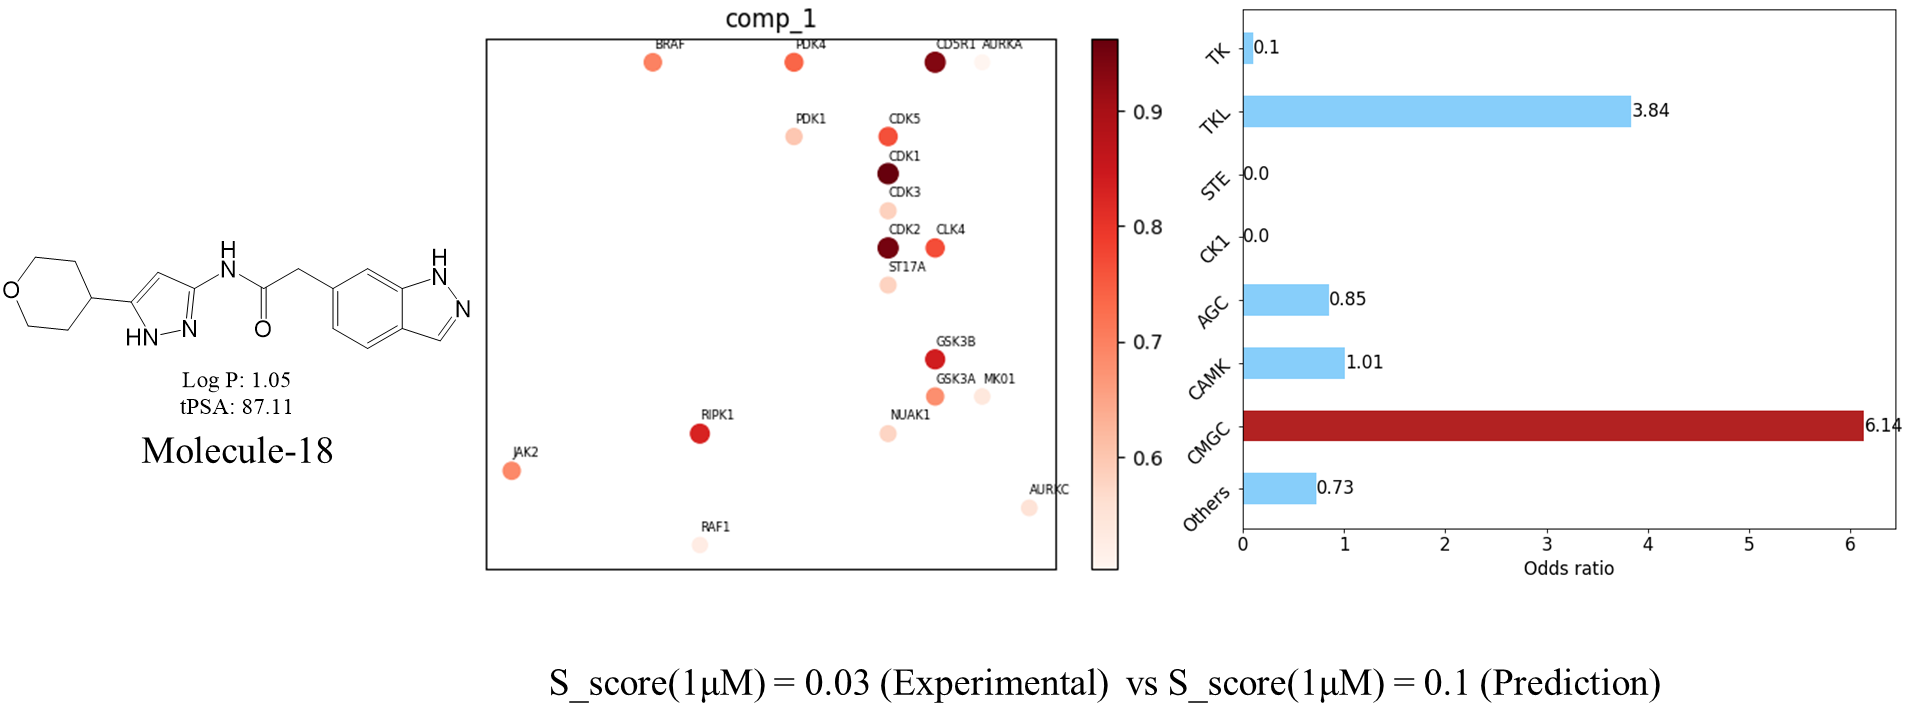 H
N
O
HN
N
O
H
N
N
Log P: 1.05
tPSA: 87.11
Molecule-18
comp_1
BRAF
PDK4
CD5R1
AURKA
PDK1
CDK5
CDK1
CDK3
CDK2
CLK4
ST17A
GSK3B
GSK3A
MK01
RIPK1
NUAK1
JAK2
AURKC
RAF1
0.9
0.8
0.7
0.6
TK
0.1
TKL
3.84
STE
0.0
CK1
0.0
AGC
0.85
CAMK
1.01
CMGC
6.14
Others
0.73
0 1 2 3 4 5 6
Odds ratio
S_score(1μM) = 0.03 (Experimental) vs S_score(1μM) = 0.1 (Prediction)